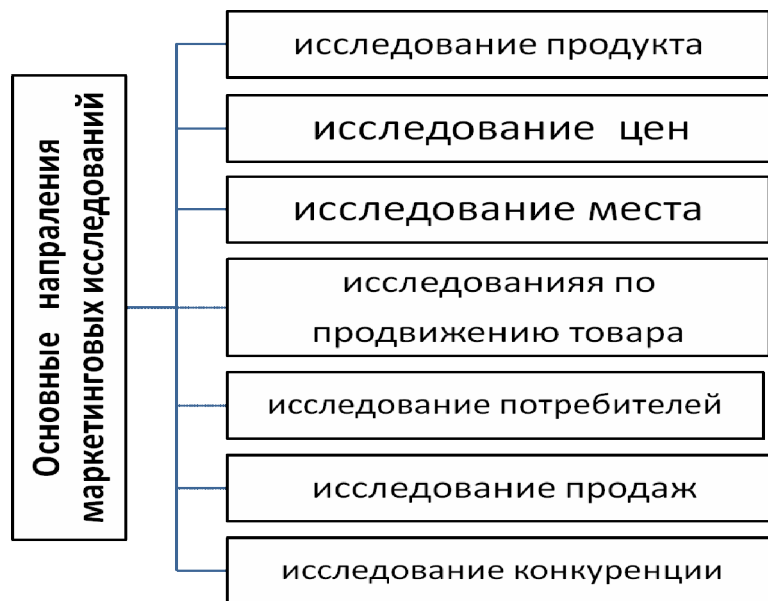 Основные напраления
маркетинговых исследований
исследование продукта
исследование цен
исследование места
исследованияя по
продвижению товара
исследование потребителей
исследование продаж
исследование конкуренции